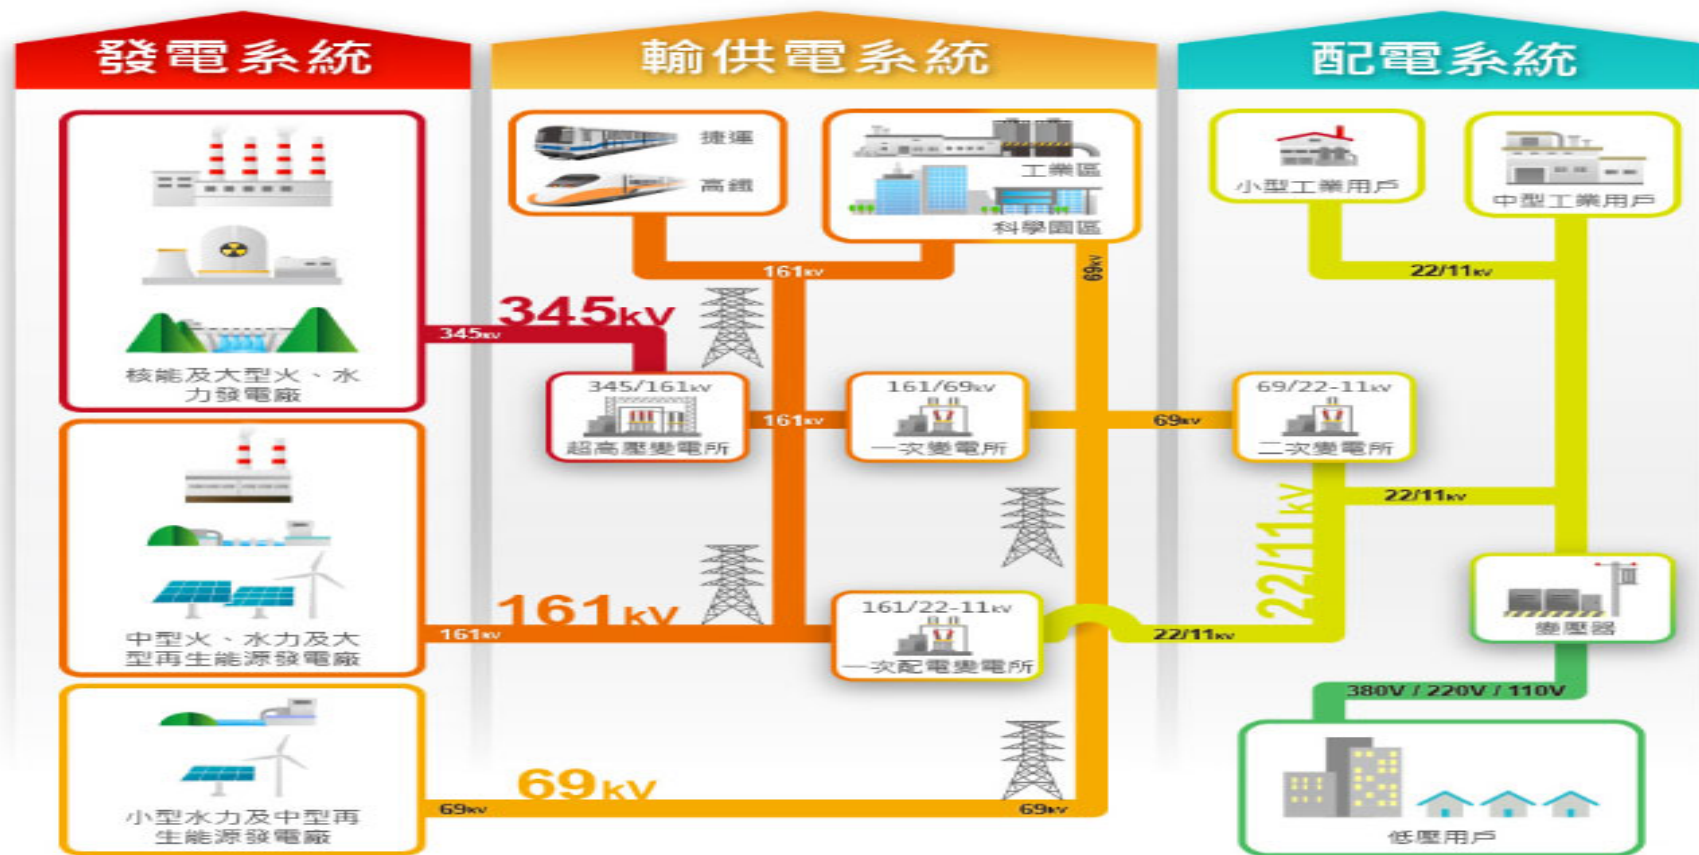 發電系統
輸供電系統
配電系統
核能及大型火、水
力發電廠
中型火、水力及大
型再生能源發電廠
小型水力及中型再
生能源發電廠
捷運
高鐵
工業區
科學園區
161kV
69kV
345kV
345kV
345/161kV
超高壓變電所
161kV
161/69kV
一次變電所
69kV
161kV
161kV
161/22-11kV
一次配電變電所
22/11kV
69kV
69kV
69kV
小型工業用戶
中型工業用戶
22/11kV
69/22-11kV
二次變電所
22/11kV
22/11kV
變壓器
380V / 220V / 110V
低壓用戶